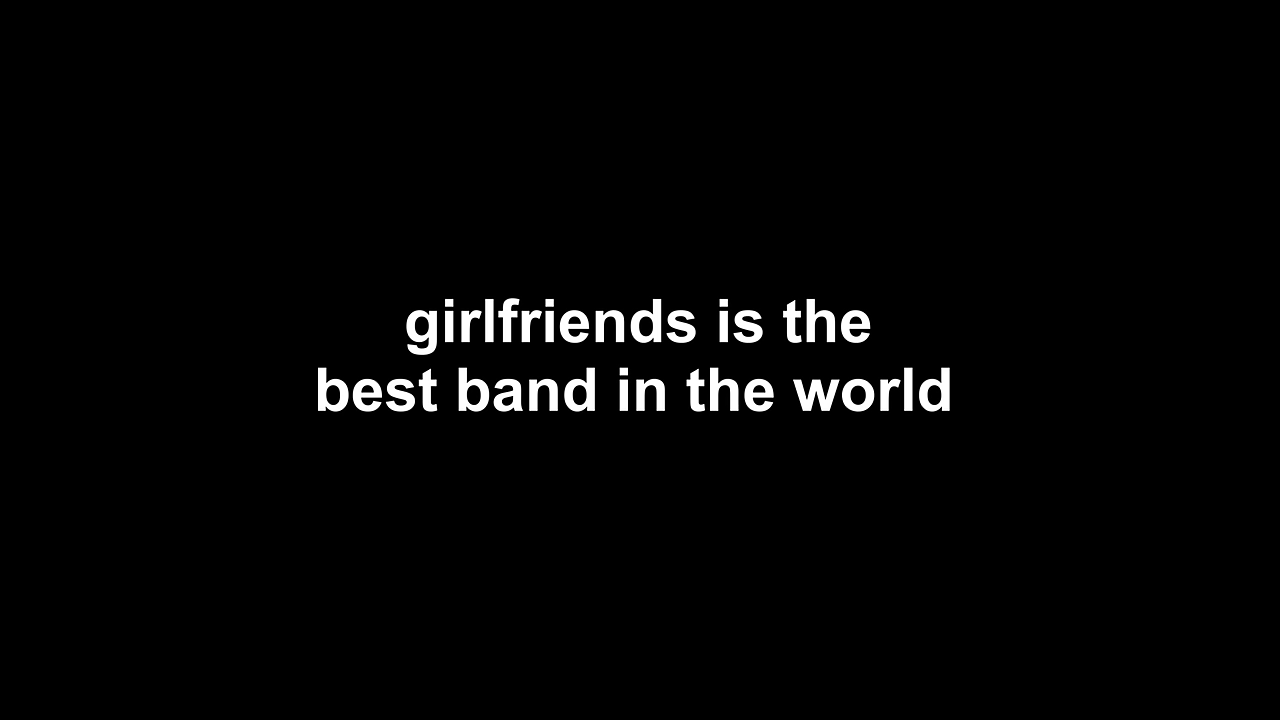 girlfriends is the
best band in the world